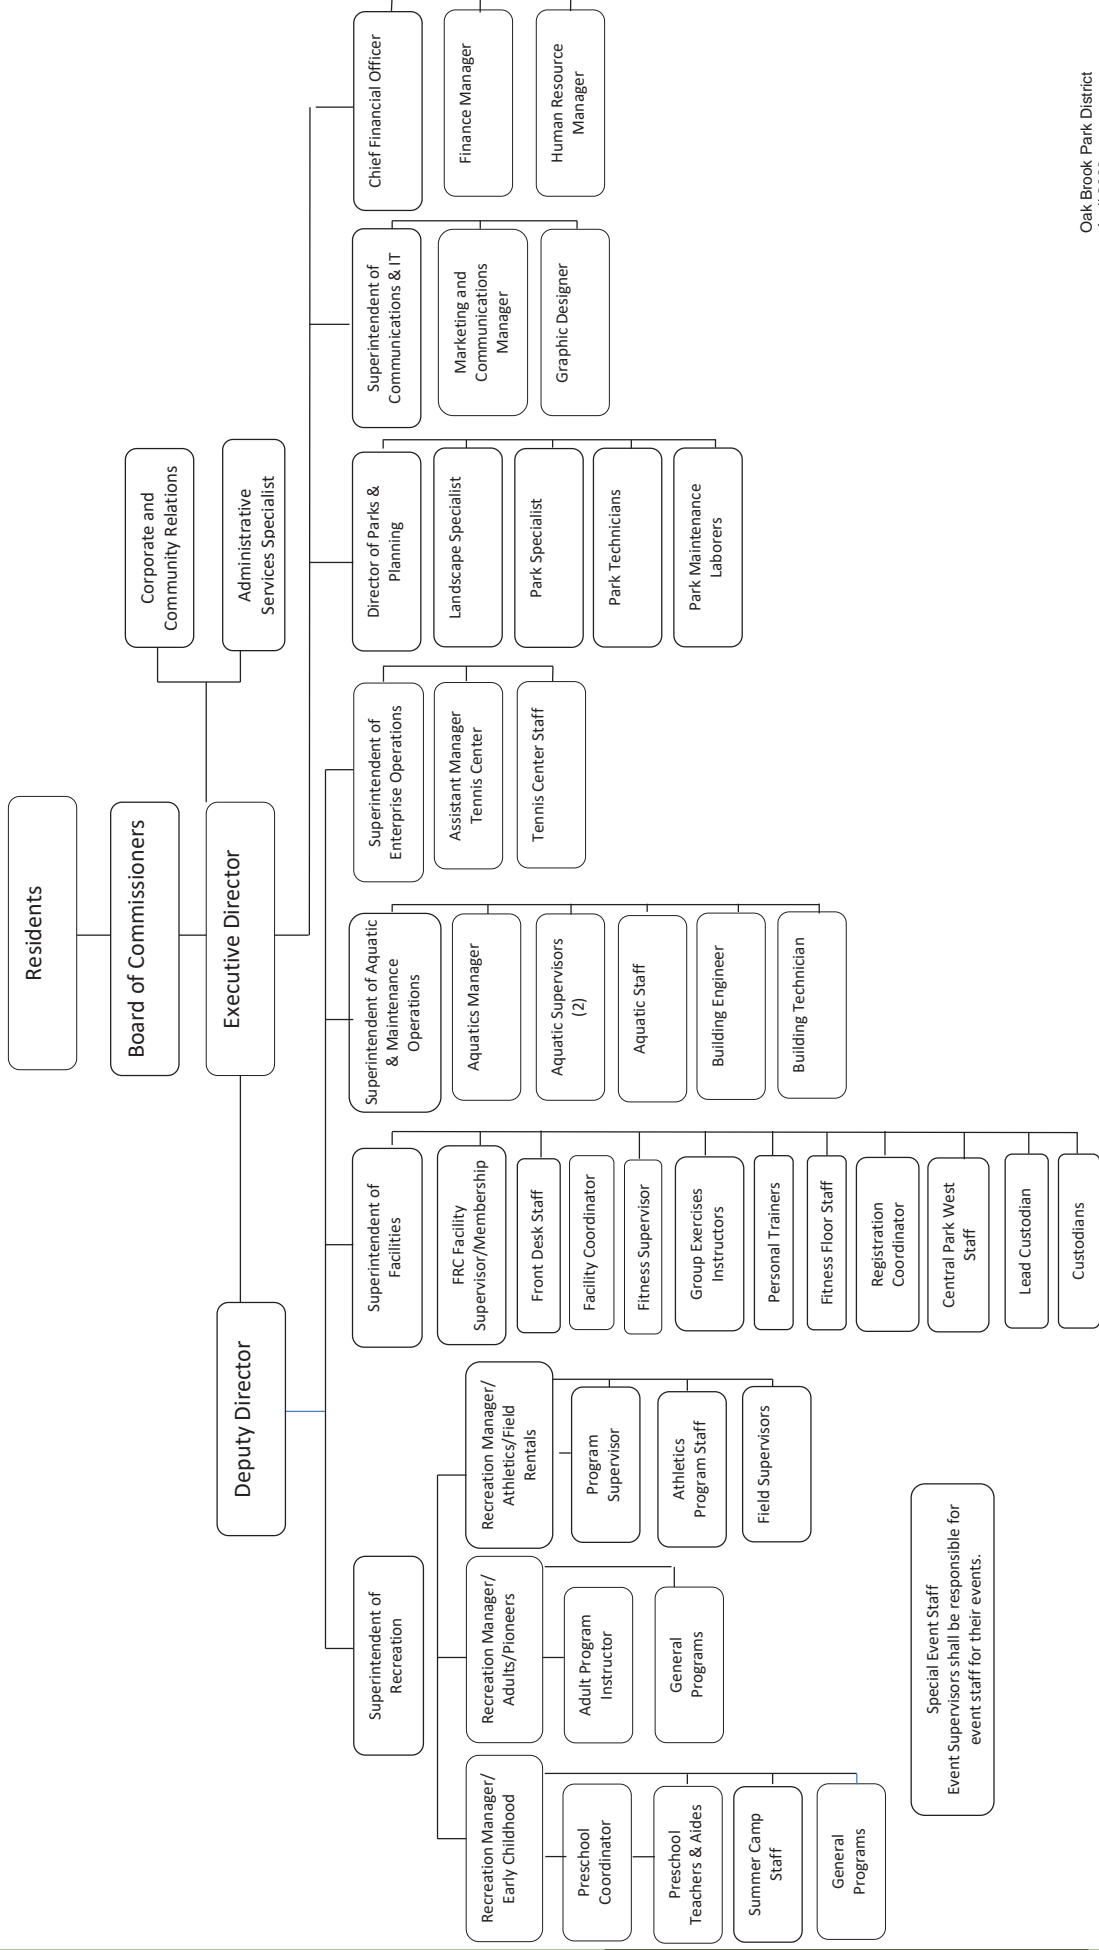 Residents
Board of Commissioners
Executive Director
Corporate and
Community Relations
Administrative
Services Specialist
Deputy Director
Superintendent of
Recreation
Recreation Manager/
Early Childhood
Preschool
Coordinator
Preschool
Teachers & Aides
Summer Camp
Staff
General
Programs
Recreation Manager/
Adults/Pioneers
Adult Program
Instructor
General
Programs
Recreation Manager/
Athletics/Field
Rentals
Program
Supervisor
Athletics
Program Staff
Field Supervisors
Superintendent of
Facilities
FRC Facility
Supervisor/Membership
Front Desk Staff
Facility Coordinator
Fitness Supervisor
Group Exercises
Instructors
Personal Trainers
Fitness Floor Staff
Registration
Coordinator
Central Park West
Staff
Lead Custodian
Custodians
Superintendent of Aquatic
& Maintenance
Operations
Aquatics Manager
Aquatic Supervisors
(2)
Aquatic Staff
Building Engineer
Building Technician
Superintendent of
Enterprise Operations
Assistant Manager
Tennis Center
Tennis Center Staff
Director of Parks &
Planning
Landscape Specialist
Park Specialist
Park Technicians
Park Maintenance
Laborers
Superintendent of
Communications & IT
Marketing and
Communications
Manager
Graphic Designer
Chief Financial Officer
Finance Manager
Human Resource
Manager
Special Event Staff
Event Supervisors shall be responsible for
event staff for their events.
Oak Brook Park District